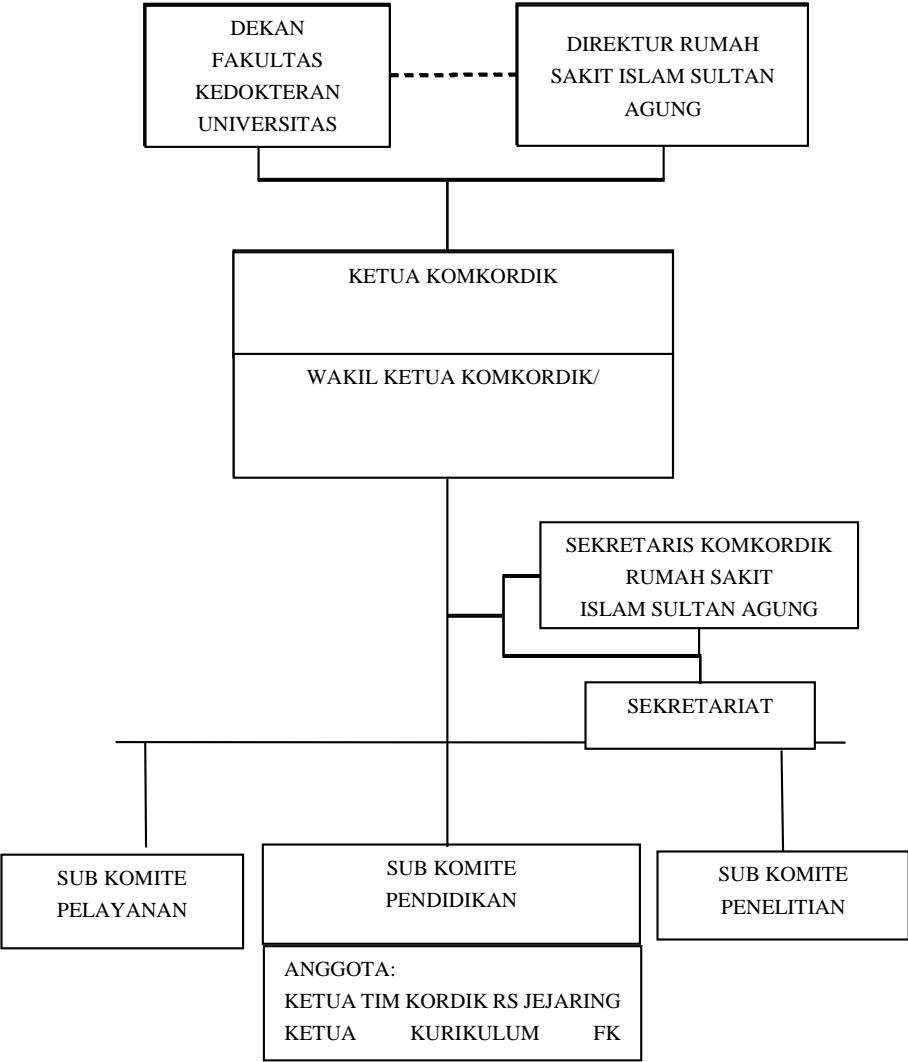 DEKAN
FAKULTAS
KEDOKTERAN
UNIVERSITAS
DIREKTUR RUMAH
SAKIT ISLAM SULTAN
AGUNG
KETUA KOMKORDIK
WAKIL KETUA KOMKORDIK/
SEKRETARIS KOMKORDIK
RUMAH SAKIT
ISLAM SULTAN AGUNG
SEKRETARIAT
SUB KOMITE
PELAYANAN
SUB KOMITE
PENDIDIKAN
SUB KOMITE
PENELITIAN
ANGGOTA:
KETUA TIM KORDIK RS JEJARING
KETUA KURIKULUM FK